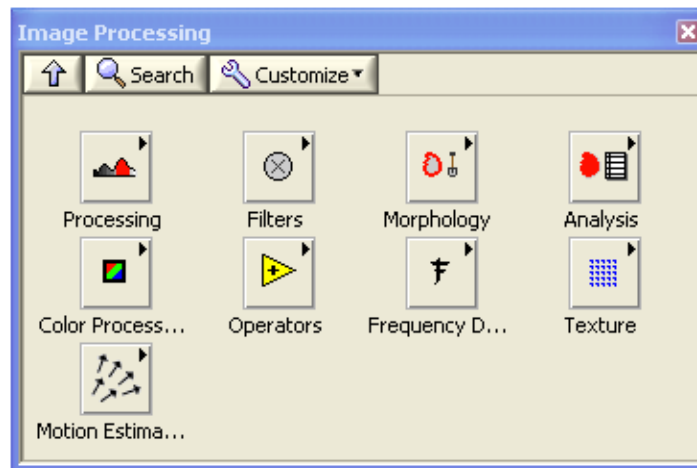 Image Processing
Search Customize
Processing Filters Morphology Analysis
Color Process... Operators Frequency D... Texture
Motion Estima...